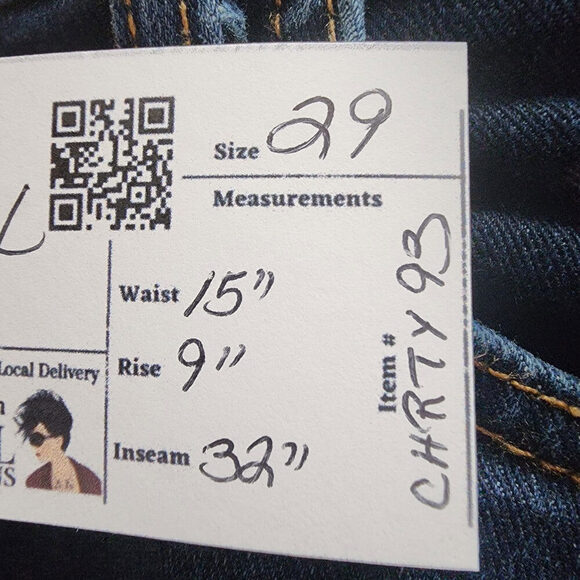 Size 29
Measurements
Waist 15"
Rise 9"
Inseam 32"
Item # CHRTY93
Local Delivery